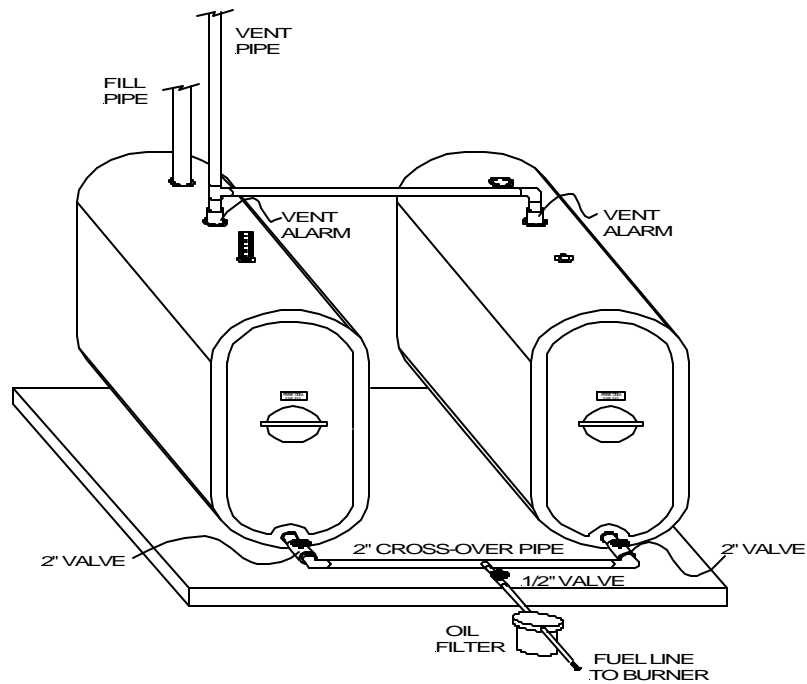 VENT
PIPE
FILL
PIPE
VENT
ALARM
VENT
ALARM
2" VALVE
2" CROSS-OVER PIPE
2" VALVE
1/2" VALVE
OIL
FILTER
FUEL LINE
TO BURNER